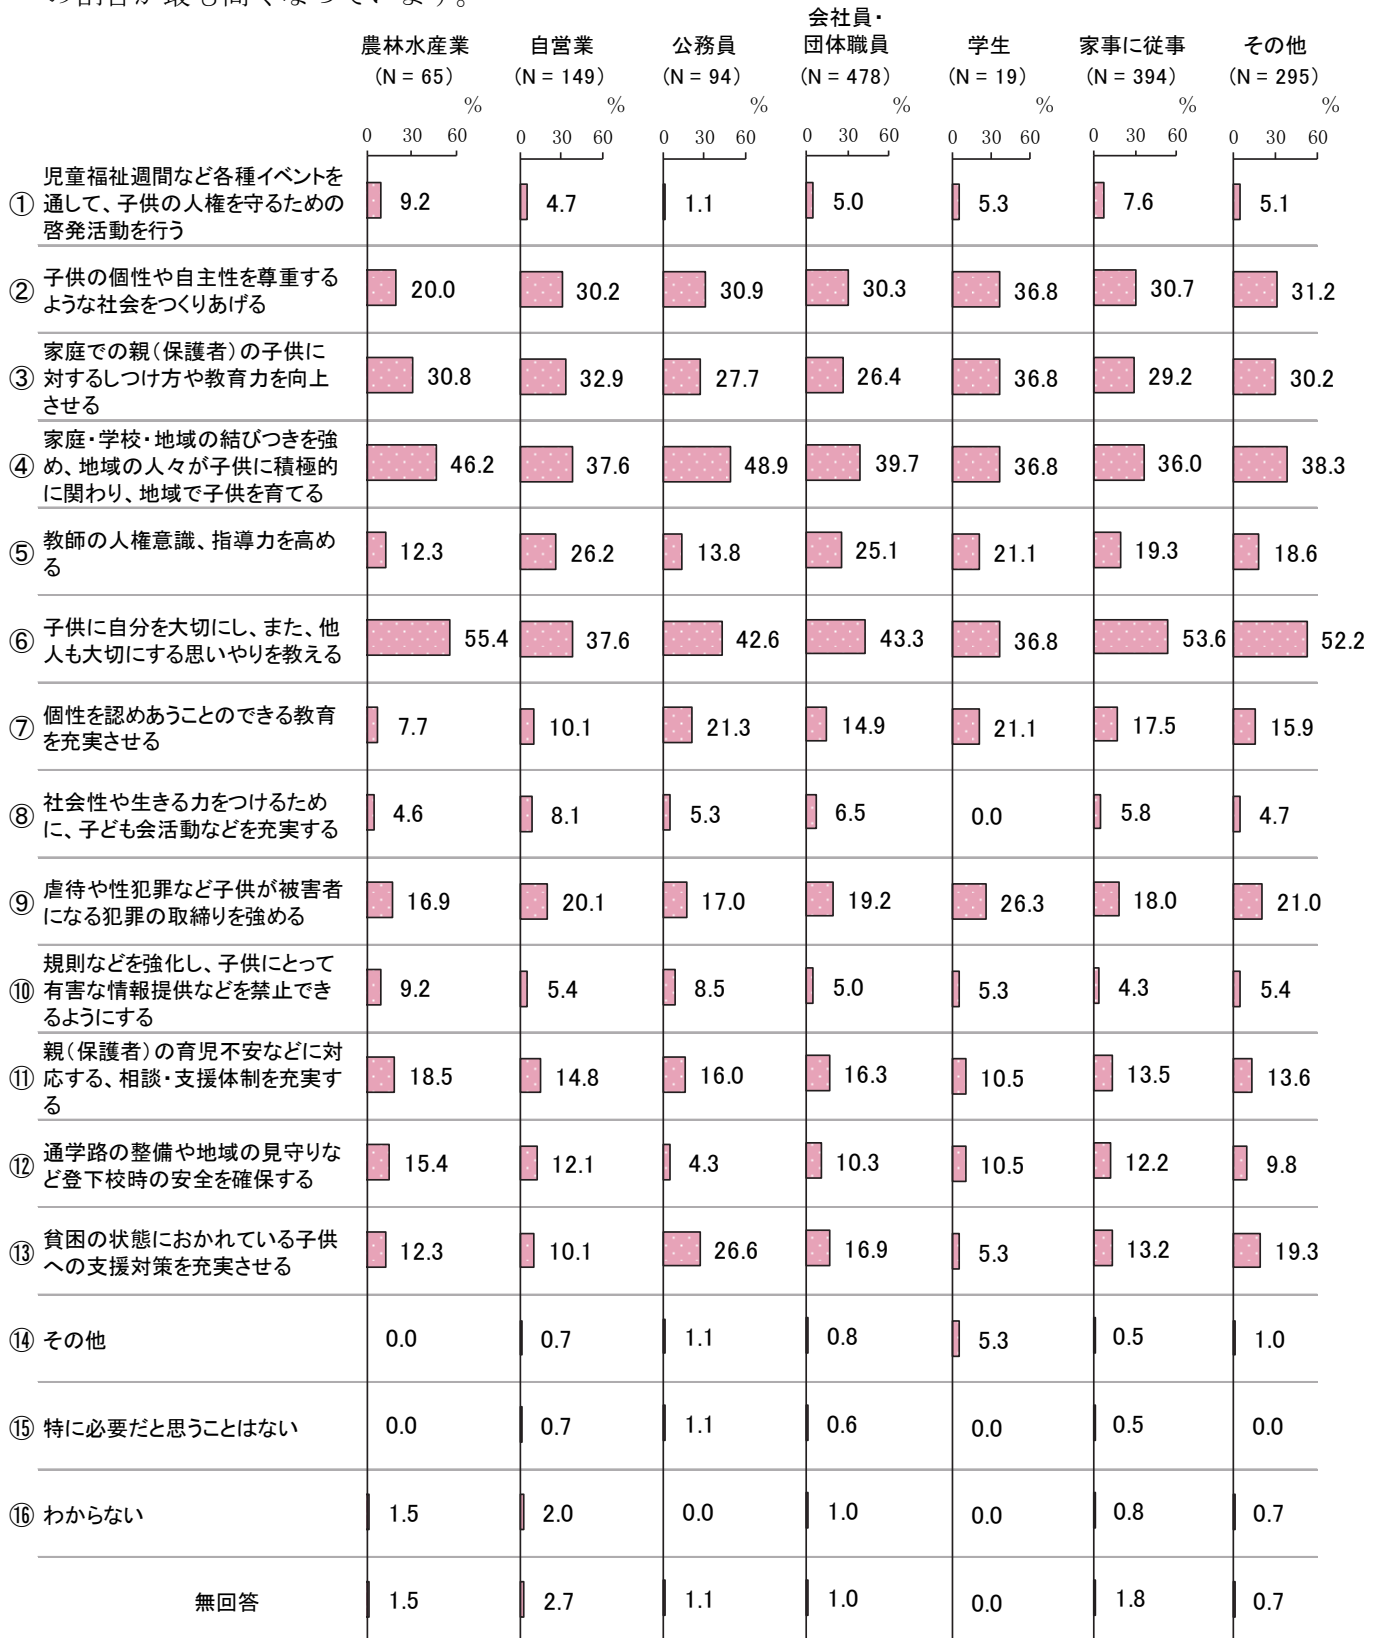 会社員・
農林水産業 自営業 公務員 団体職員 学生 家事に従事 その他
（N = 65） （N = 149） （N = 94） （N = 478） （N = 19） （N = 394） （N = 295）
% % % % % % %
0 30 60 0 30 60 0 30 60 0 30 60 0 30 60 0 30 60 0 30 60
児童福祉週間など各種イベントを
① 通して、子供の人権を守るための 9.2 4.7 1.1 5.0 5.3 7.6 5.1
啓発活動を行う
② 子供の個性や自主性を尊重する 20.0 30.2 30.9 30.3 36.8 30.7 31.2
ような社会をつくりあげる
家庭での親（保護者）の子供に
③ 対するしつけ方や教育力を向上 30.8 32.9 27.7 26.4 36.8 29.2 30.2
させる
家庭・学校・地域の結びつきを強
④ め、地域の人々が子供に積極的 46.2 37.6 48.9 39.7 36.8 36.0 38.3
に関わり、地域で子供を育てる
⑤ 教師の人権意識、指導力を高め 12.3 26.2 13.8 25.1 21.1 19.3 18.6
る
⑥ 子供に自分を大切にし、また、他 55.4 37.6 42.6 43.3 36.8 53.6 52.2
人も大切にする思いやりを教える
⑦ 個性を認めあうことのできる教育 7.7 10.1 21.3 14.9 21.1 17.5 15.9
を充実させる
⑧ 社会性や生きる力をつけるため 4.6 8.1 5.3 6.5 0.0 5.8 4.7
に、子ども会活動などを充実する
⑨ 虐待や性犯罪など子供が被害者 16.9 20.1 17.0 19.2 26.3 18.0 21.0
になる犯罪の取締りを強める
規則などを強化し、子供にとって
⑩ 有害な情報提供などを禁止でき 9.2 5.4 8.5 5.0 5.3 4.3 5.4
るようにする
親（保護者）の育児不安などに対
⑪ 応する、相談・支援体制を充実す 18.5 14.8 16.0 16.3 10.5 13.5 13.6
る
⑫ 通学路の整備や地域の見守りな 15.4 12.1 4.3 10.3 10.5 12.2 9.8
ど登下校時の安全を確保する
⑬ 貧困の状態におかれている子供 12.3 10.1 26.6 16.9 5.3 13.2 19.3
への支援対策を充実させる
⑭ その他 0.0 0.7 1.1 0.8 5.3 0.5 1.0
⑮ 特に必要だと思うことはない 0.0 0.7 1.1 0.6 0.0 0.5 0.0
⑯ わからない 1.5 2.0 0.0 1.0 0.0 0.8 0.7
無回答 1.5 2.7 1.1 1.0 0.0 1.8 0.7